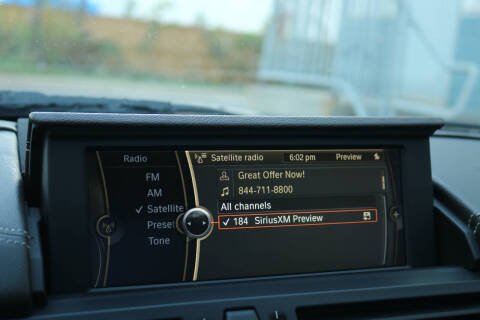 Radio
FM
AM
Satellite
Preset
Tone
Satellite radio 6:02 pm Preview
Great Offer Now!
844-711-8800
All channels
184 SiriusXM Preview